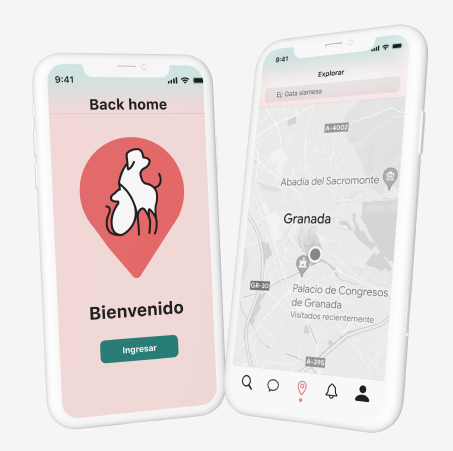 9:41
Back home
Bienvenido
Ingresar
9:41
Explorar
Ej: Gata siamesa
A-4002
Abadía del Sacromonte
Granada
GR-30
Palacio de Congresos
de Granada
Visitados recientemente
A-395